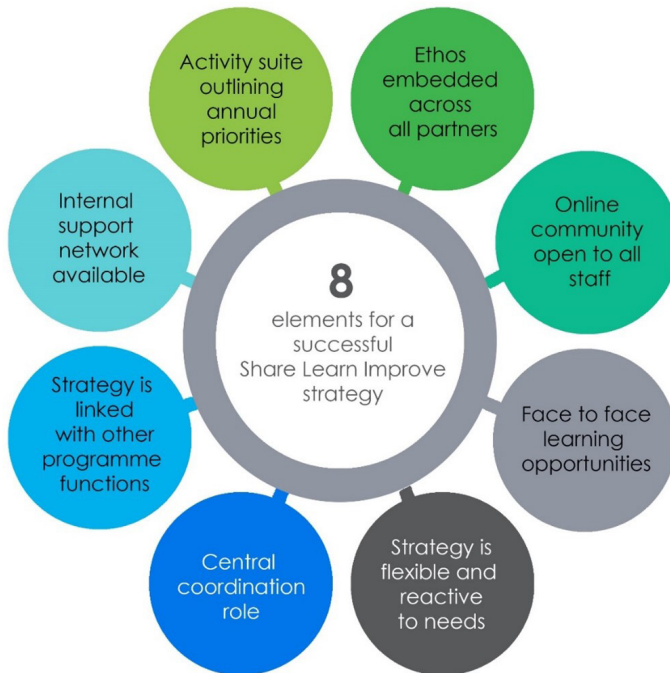 8
elements for a
successful
Share Learn Improve
strategy
Ethos
embedded
across
all partners
Online
community
open to all
staff
Face to face
learning
opportunities
Strategy is
flexible and
reactive
to needs
Central
coordination
role
Strategy is
linked
with other
programme
functions
Internal
support
network
available
Activity suite
outlining
annual
priorities